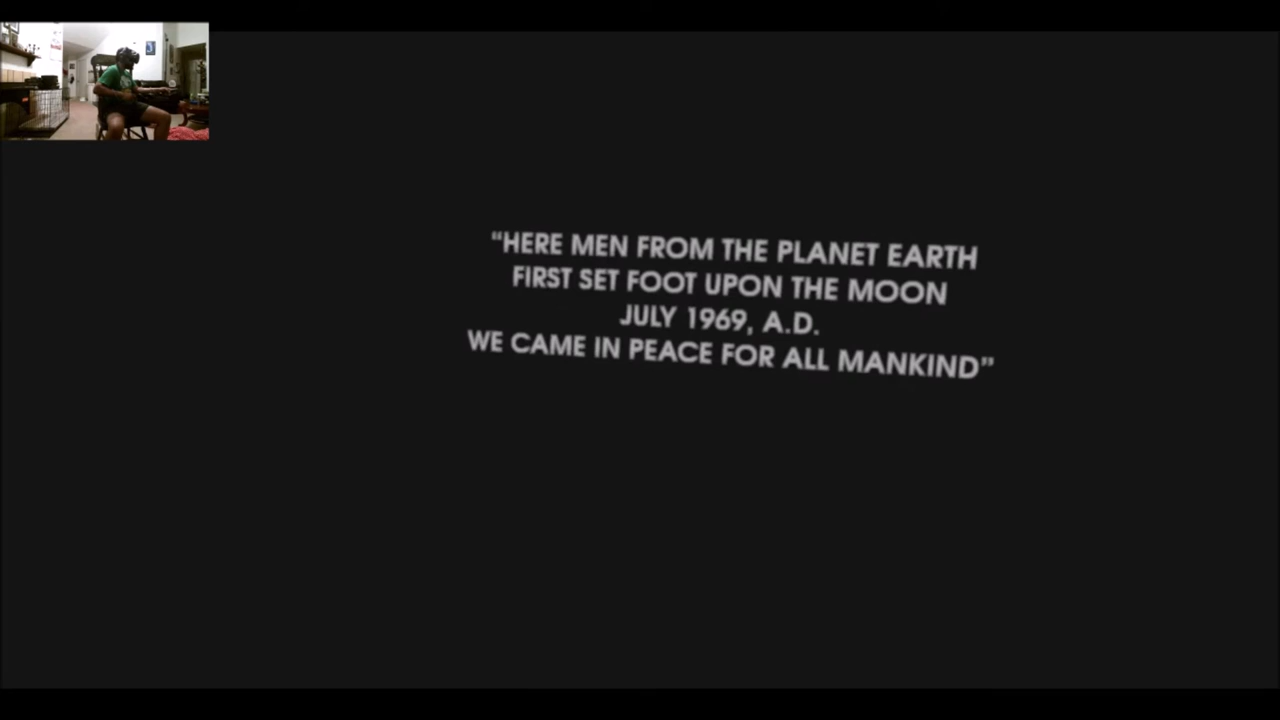 “HERE MEN FROM THE PLANET EARTH
FIRST SET FOOT UPON THE MOON
JULY 1969, A.D.
WE CAME IN PEACE FOR ALL MANKIND”